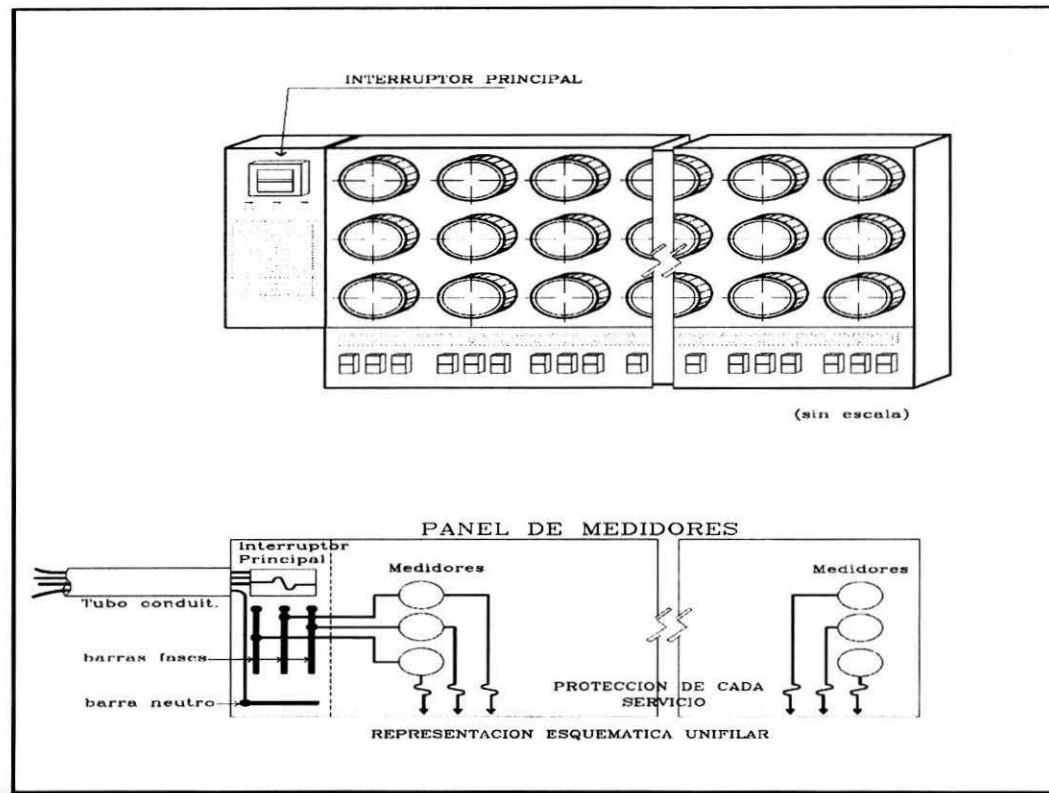 INTERRUPTOR PRINCIPAL
(sin escala)
PANEL DE MEDIDORES
Interruptor
Principal
Medidores
Medidores
Tubo conduit.
barras fases
barra neutro
PROTECCION DE CADA
SERVICIO
REPRESENTACION ESQUEMATICA UNIFILAR